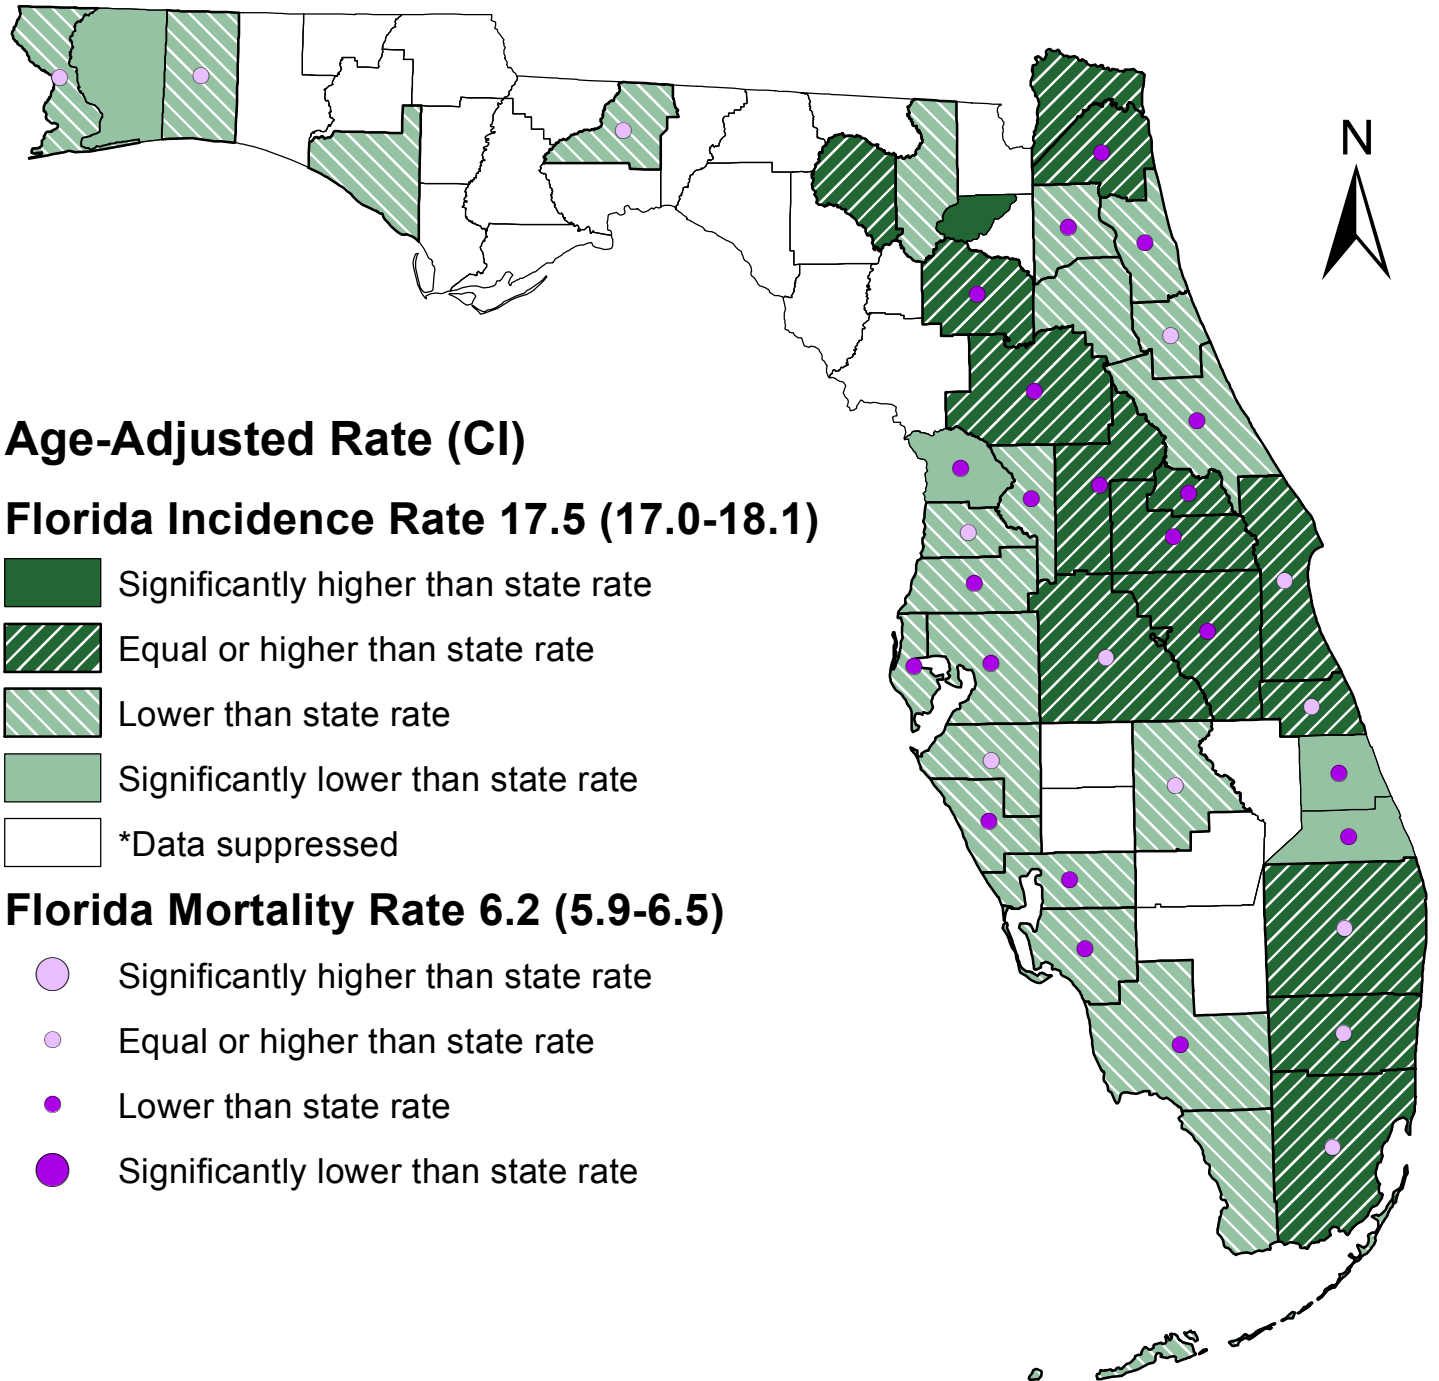 N
Age-Adjusted Rate (CI)
Florida Incidence Rate 17.5 (17.0-18.1)
Significantly higher than state rate
Equal or higher than state rate
Lower than state rate
Significantly lower than state rate
*Data suppressed
Florida Mortality Rate 6.2 (5.9-6.5)
Significantly higher than state rate
Equal or higher than state rate
Lower than state rate
Significantly lower than state rate